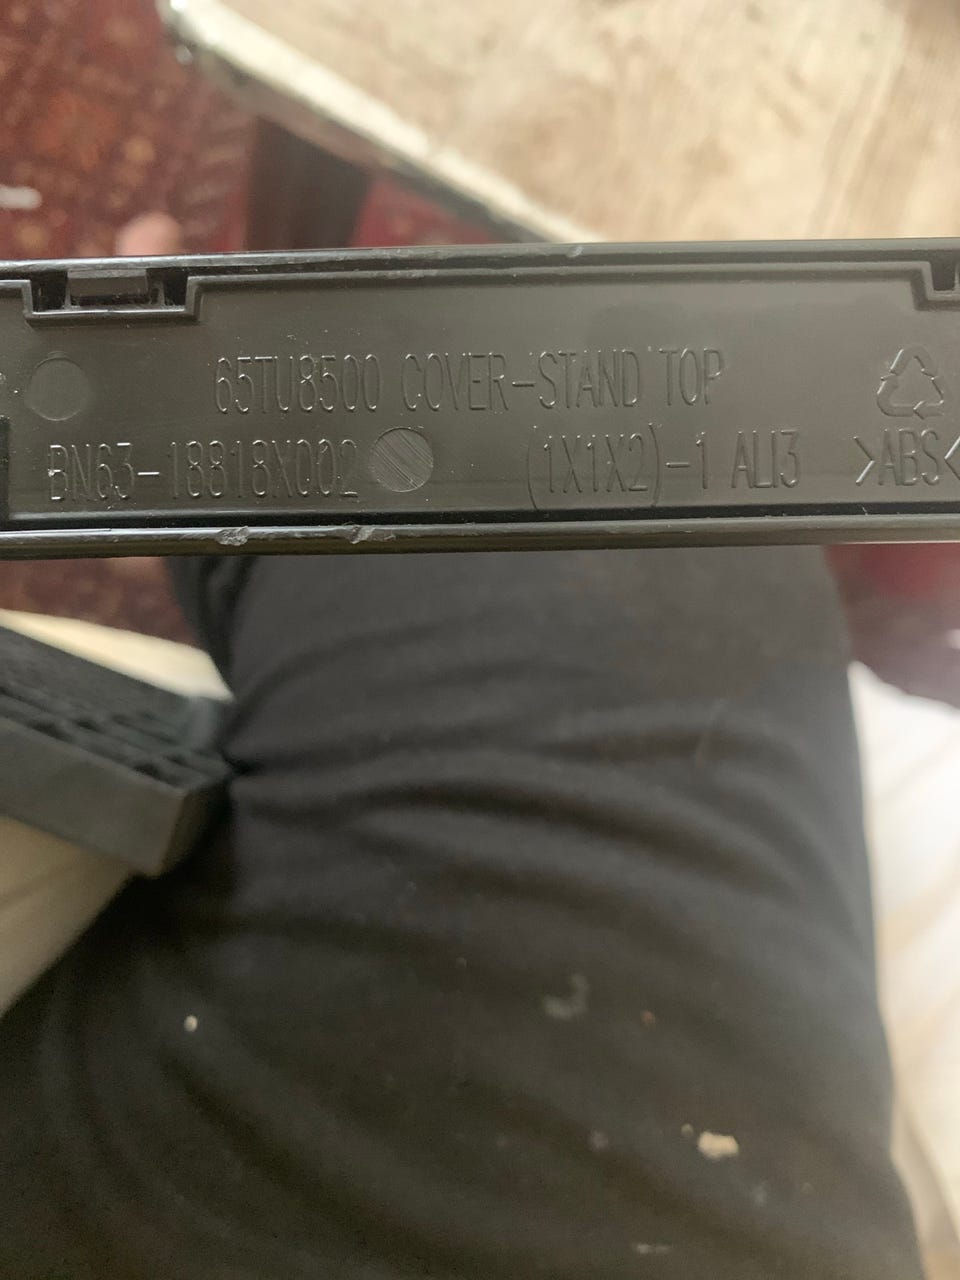 65TU8500 COVER-STAND TOP
BN63-18818X002 (1X1X2)-1 ALI3 >ABS<